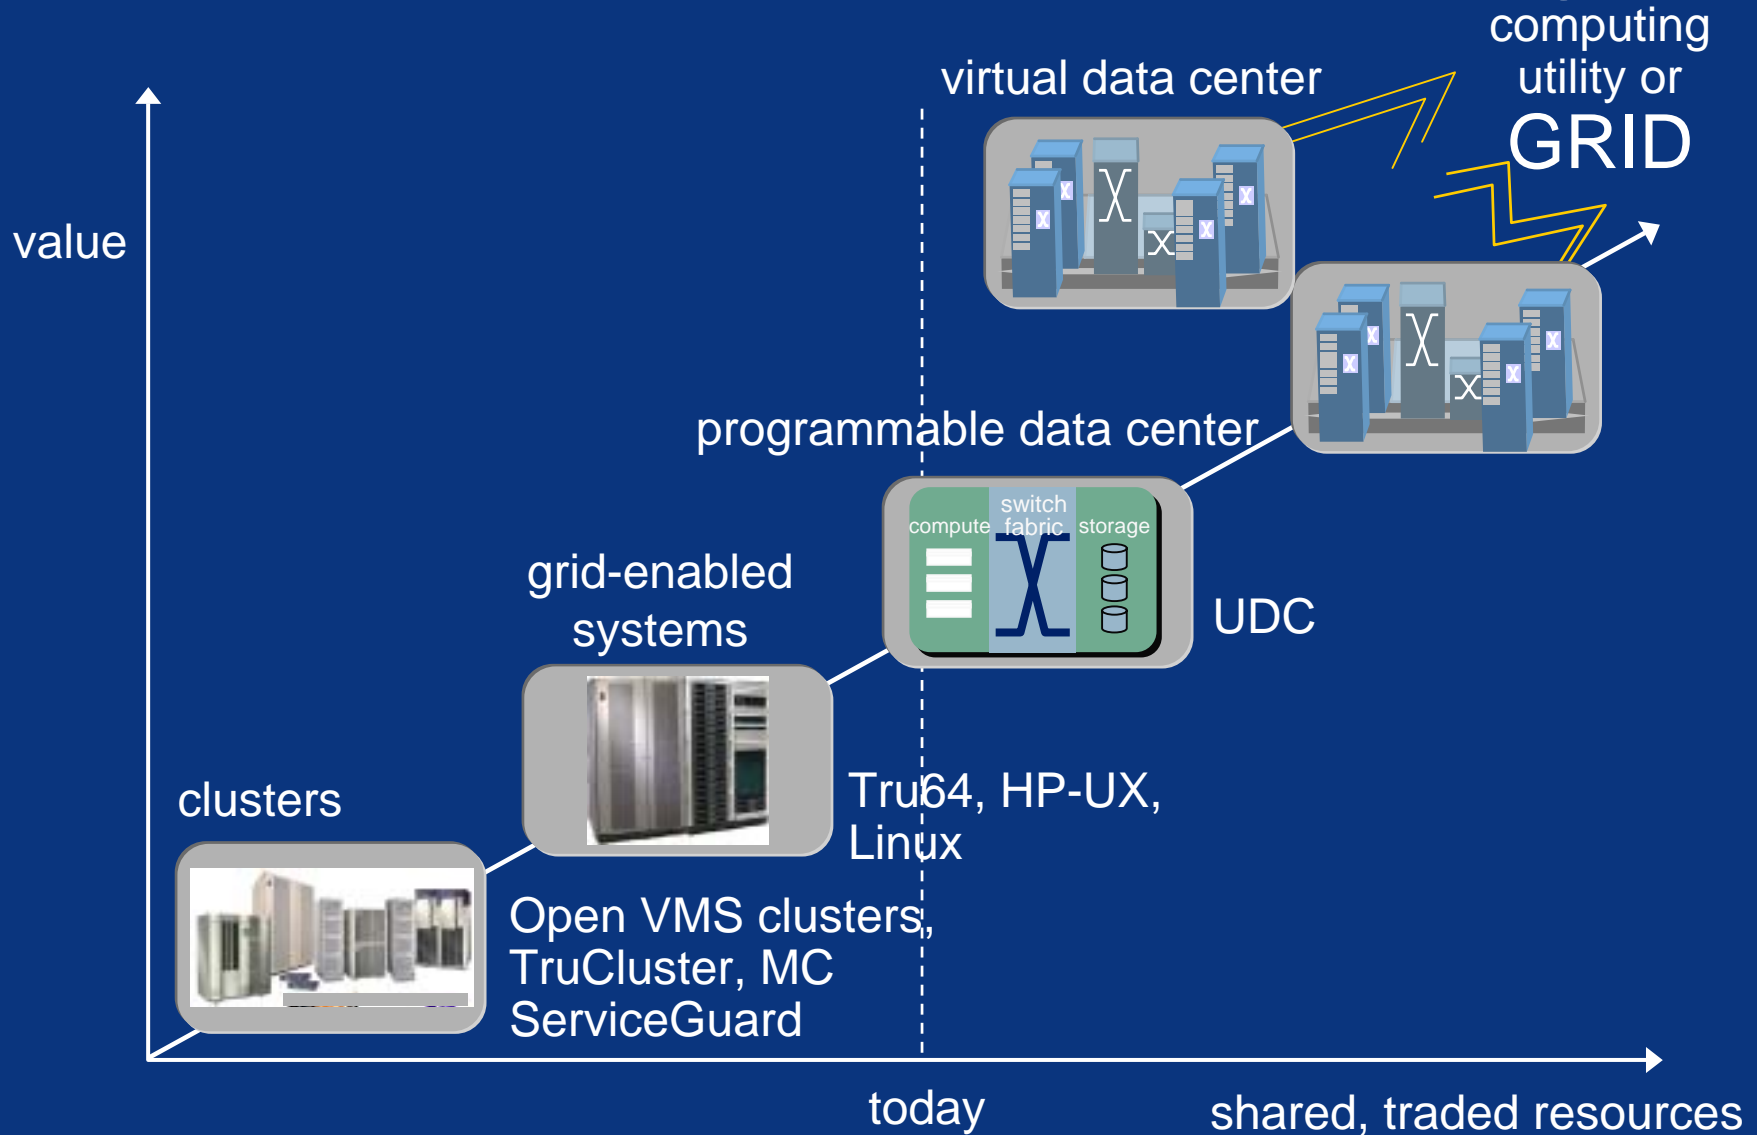 computing
utility or
GRID
virtual data center
value
programmable data center
switch
fabric
compute
storage
grid-enabled
systems
UDC
clusters
Tru64, HP-UX,
Linux
Open VMS clusters,
TruCluster, MC
ServiceGuard
today
shared, traded resources